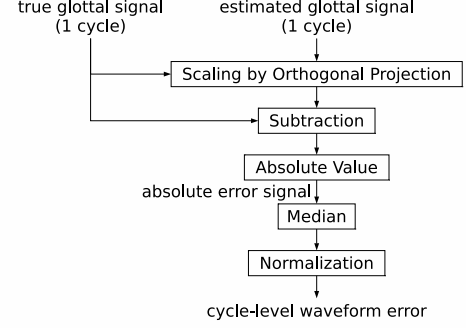 true glottal signal
(1 cycle)
estimated glottal signal
(1 cycle)
Scaling by Orthogonal Projection
Subtraction
Absolute Value
absolute error signal
Median
Normalization
cycle-level waveform error